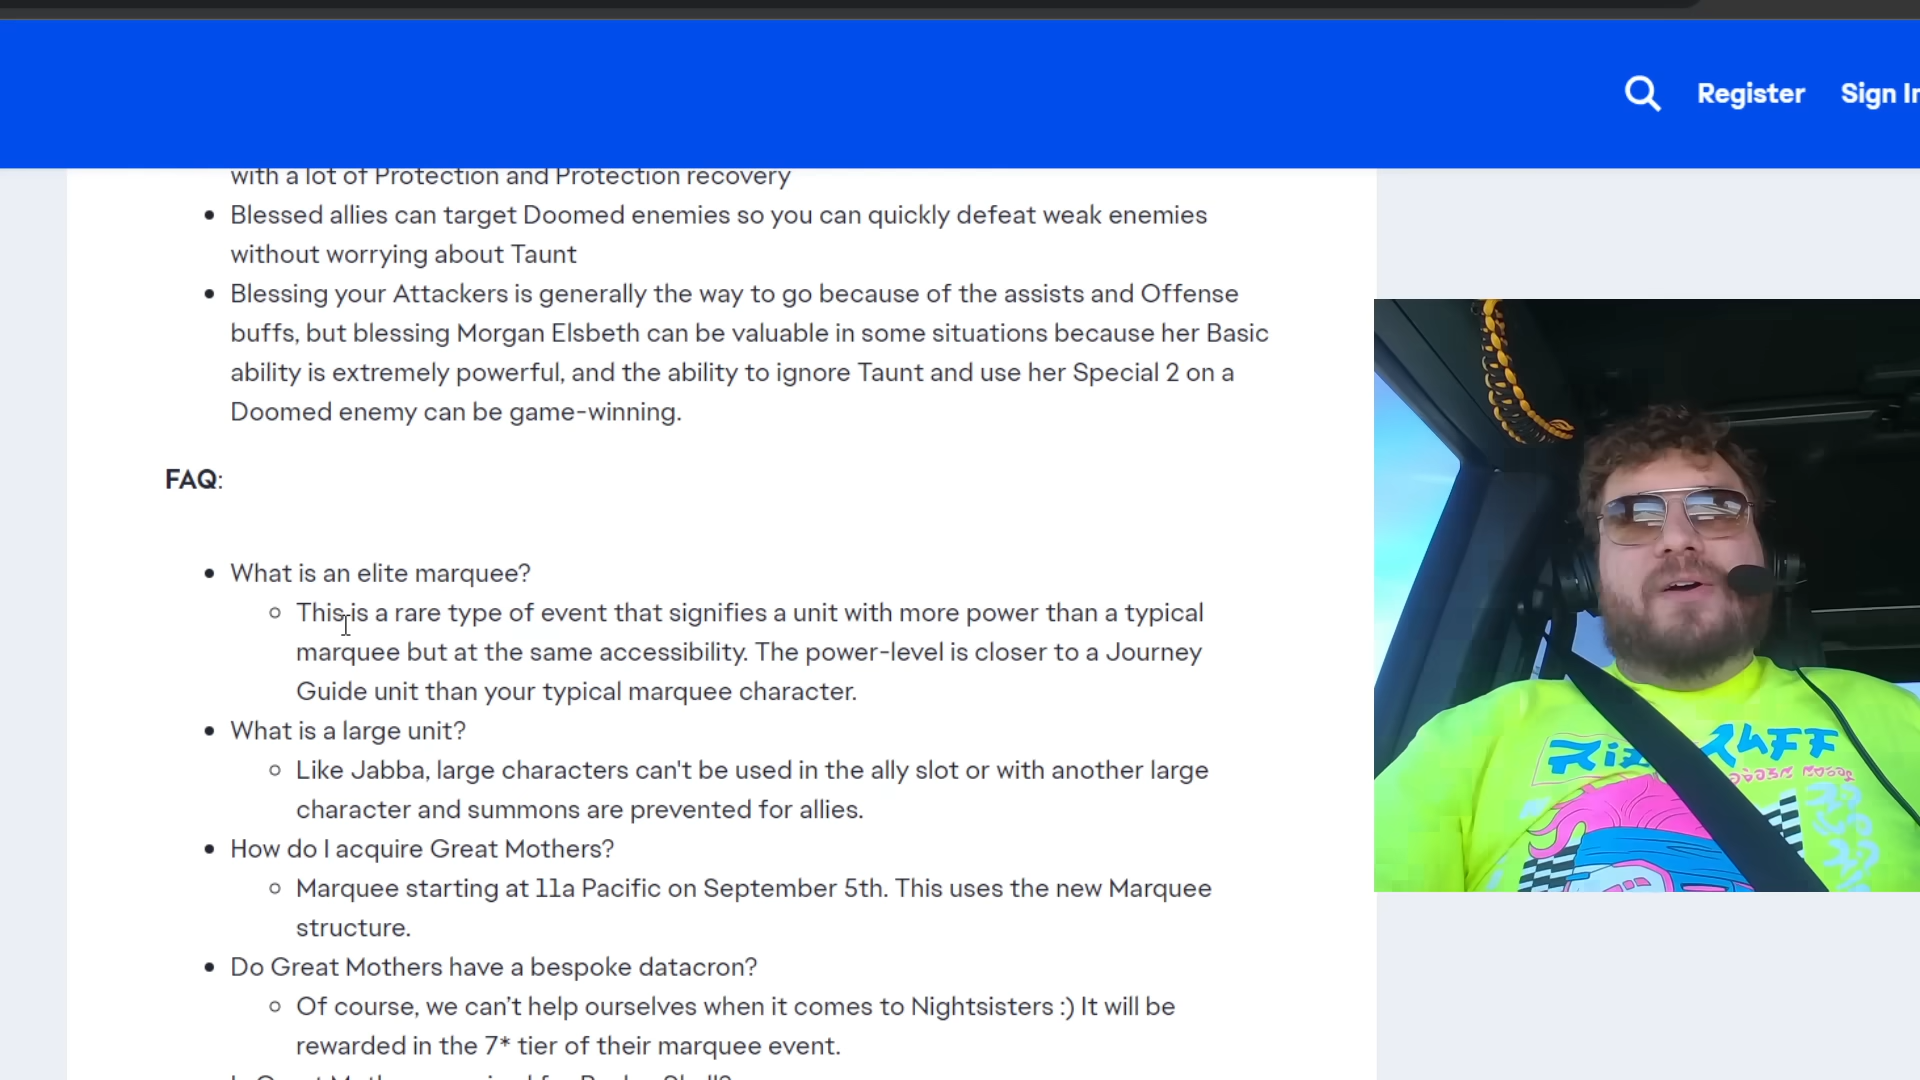 Register Sign In
with a lot of Protection and Protection recovery
• Blessed allies can target Doomed enemies so you can quickly defeat weak enemies
without worrying about Taunt
• Blessing your Attackers is generally the way to go because of the assists and Offense
buffs, but blessing Morgan Elsbeth can be valuable in some situations because her Basic
ability is extremely powerful, and the ability to ignore Taunt and use her Special 2 on a
Doomed enemy can be game-winning.
FAQ:
• What is an elite marquee?
○ This is a rare type of event that signifies a unit with more power than a typical
marquee but at the same accessibility. The power-level is closer to a Journey
Guide unit than your typical marquee character.
• What is a large unit?
○ Like Jabba, large characters can't be used in the ally slot or with another large
character and summons are prevented for allies.
• How do I acquire Great Mothers?
○ Marquee starting at 11a Pacific on September 5th. This uses the new Marquee
structure.
• Do Great Mothers have a bespoke datacron?
○ Of course, we can’t help ourselves when it comes to Nightsisters :) It will be
rewarded in the 7* tier of their marquee event.